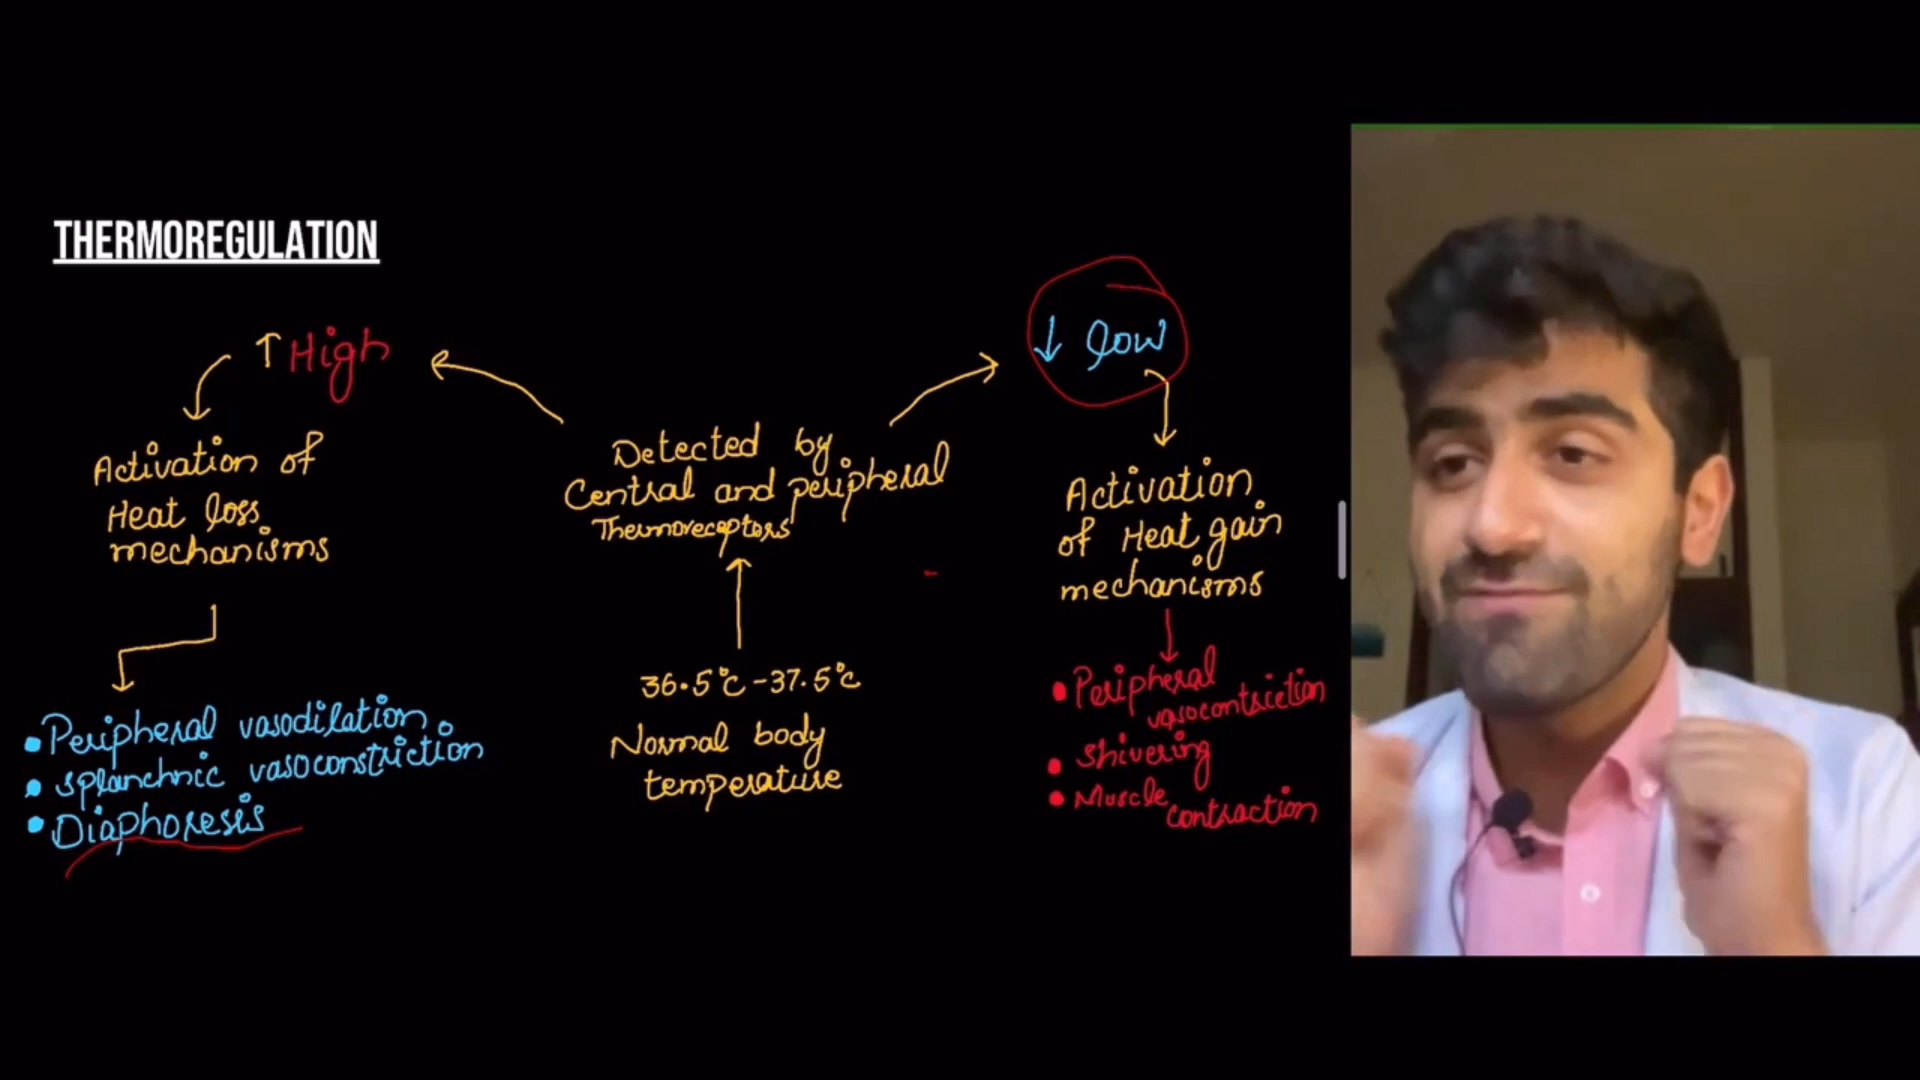 THERMOREGULATION
↑ High
Activation of
Heat loss
mechanisms
• Peripheral vasodilation
• splanchnic vasoconstriction
• Diaphoresis
Detected by
Central and peripheral
Thermoreceptors
36.5°C-37.5°C
Normal body
temperature
↓ low
Activation
of Heat gain
mechanisms
• Peripheral
vasocontriction
• shivering
• Muscle
contraction